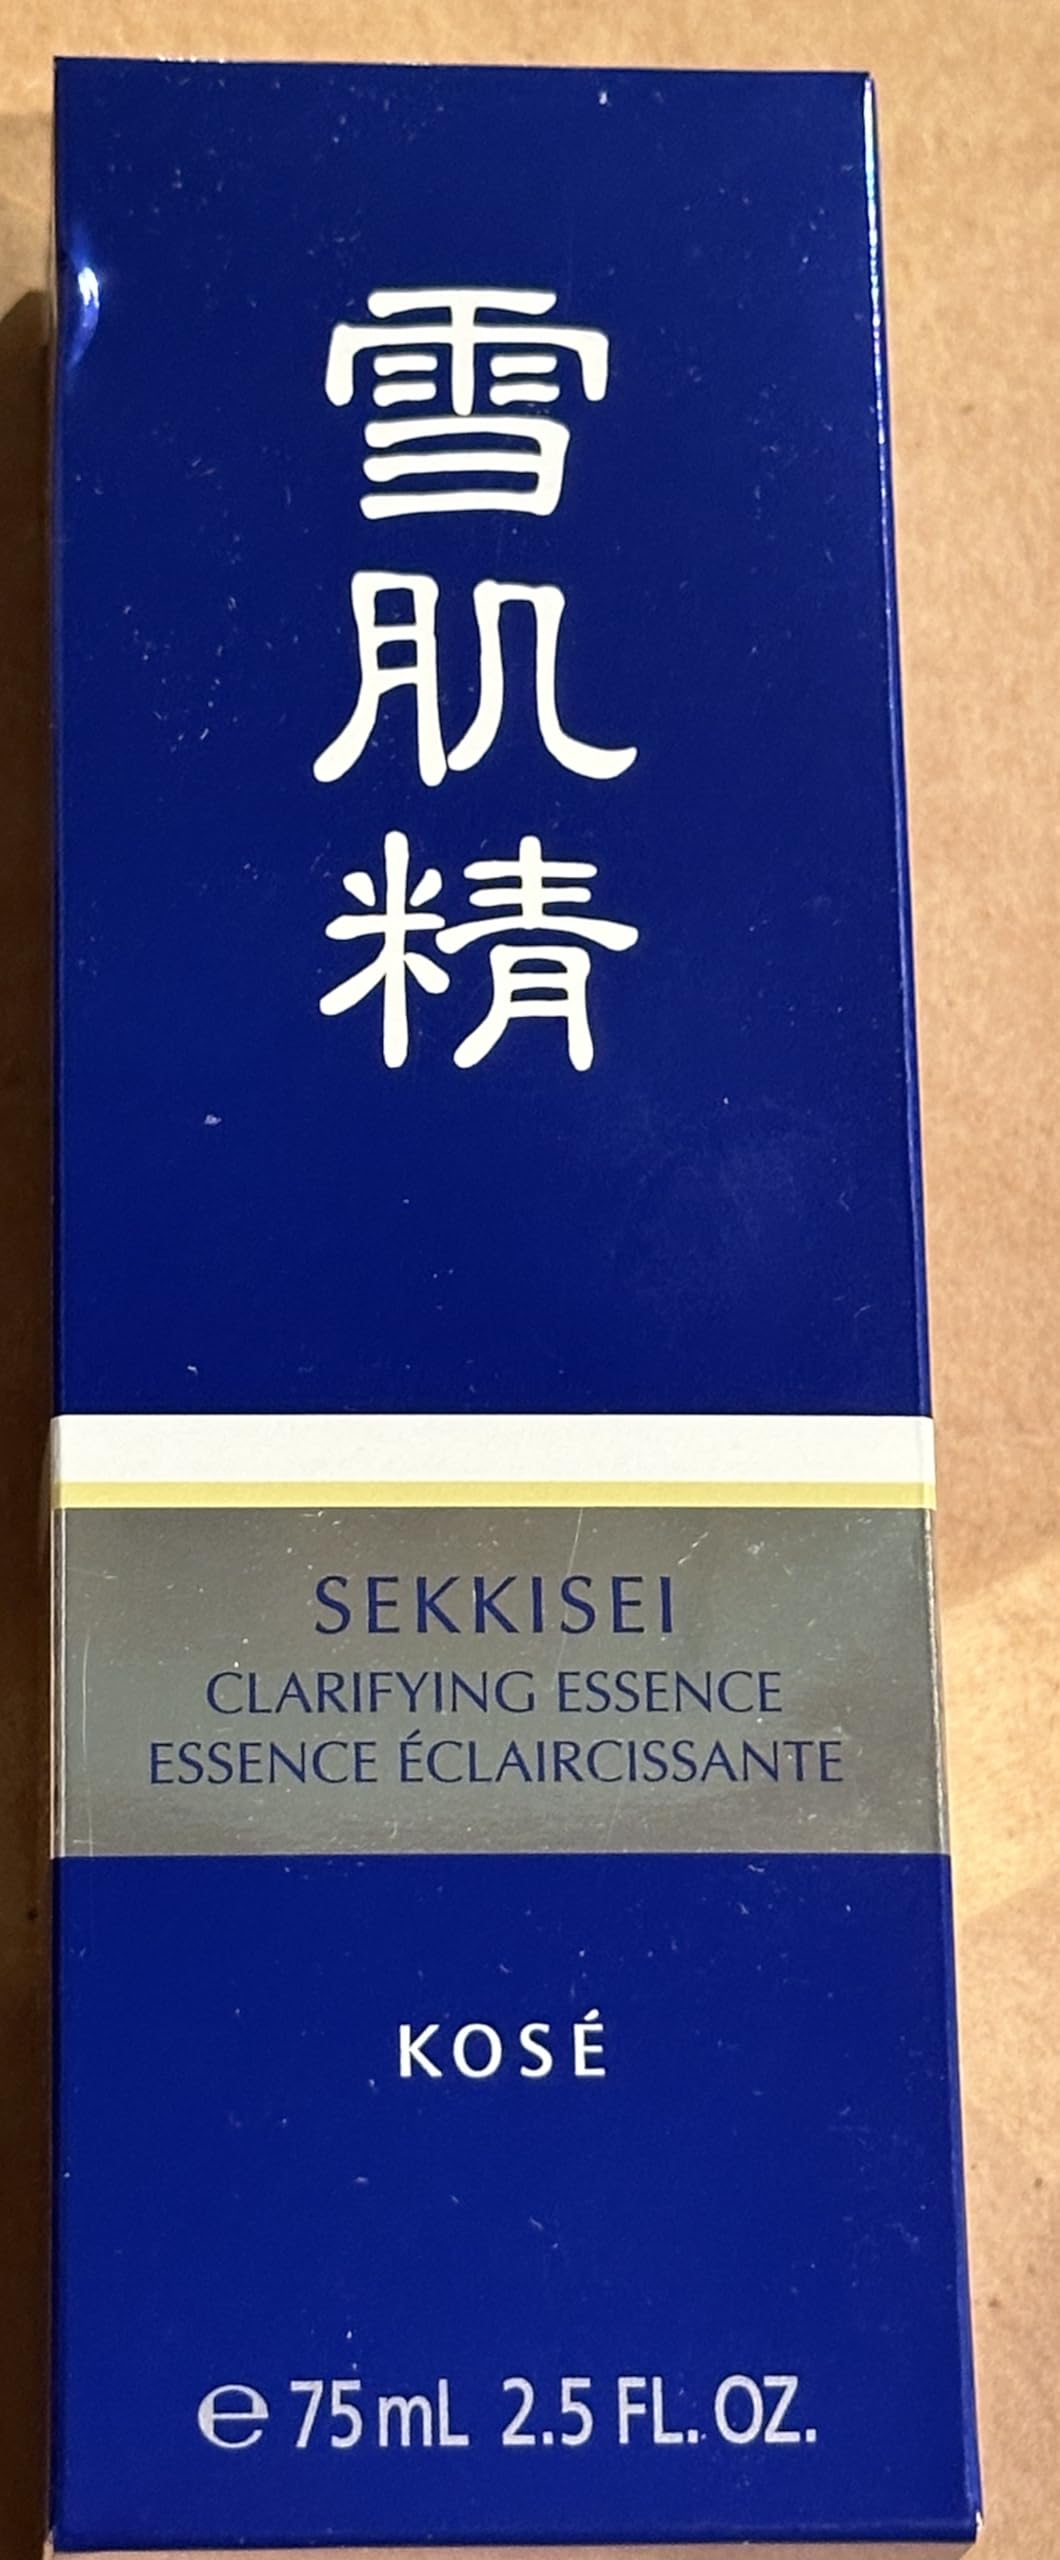 雪肌精
SEKKISEI
CLARIFYING ESSENCE
ESSENCE ÉCLAIRCISSANTE
KOSÉ
℮ 75mL 2.5 FL. OZ.